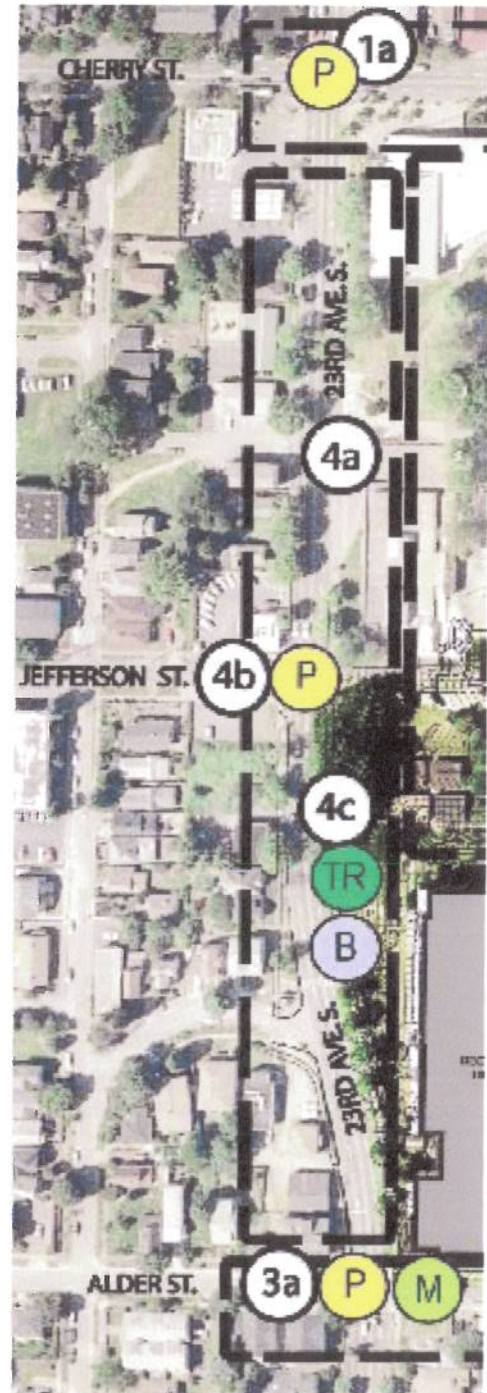 1a
CHERRY ST.
P
23RD AVE. S.
4a
JEFFERSON ST.
4b
P
4c
TR
B
23RD AVE. S.
ALDER ST.
3a
P
M